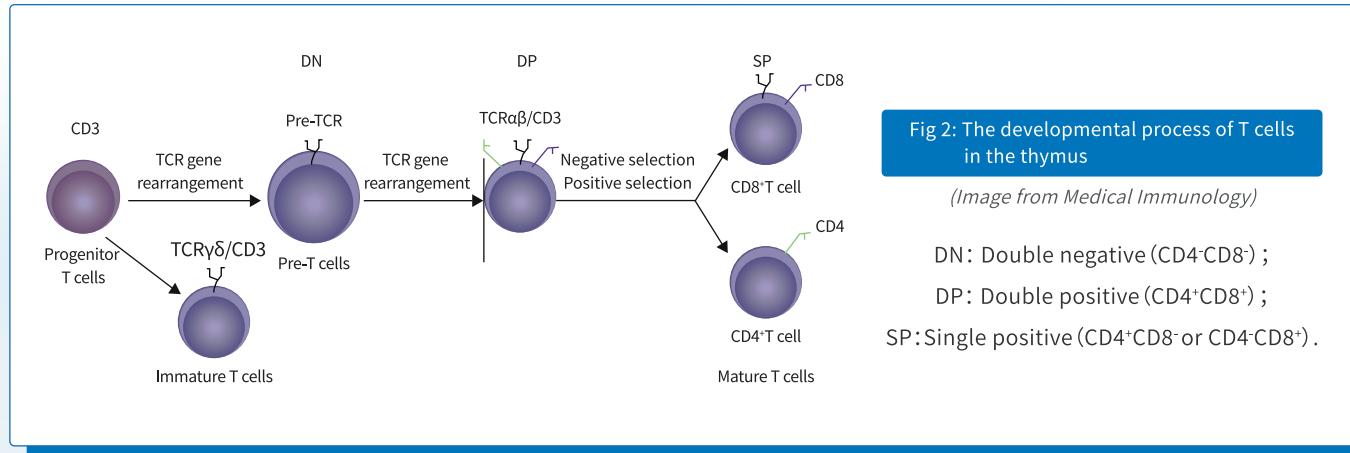 DN
DP
SP
CD8
CD3
Pre-TCR
TCRαβ/CD3
TCR gene
rearrangement
TCR gene
rearrangement
Negative selection
Positive selection
CD8⁺T cell
Progenitor
T cells
TCRγδ/CD3
Pre-T cells
CD4
Immature T cells
CD4⁺T cell
Mature T cells
Fig 2: The developmental process of T cells
in the thymus
(Image from Medical Immunology)
DN: Double negative (CD4⁻CD8⁻) ;
DP: Double positive (CD4⁺CD8⁺) ;
SP:Single positive (CD4⁺CD8⁻ or CD4⁻CD8⁺) .